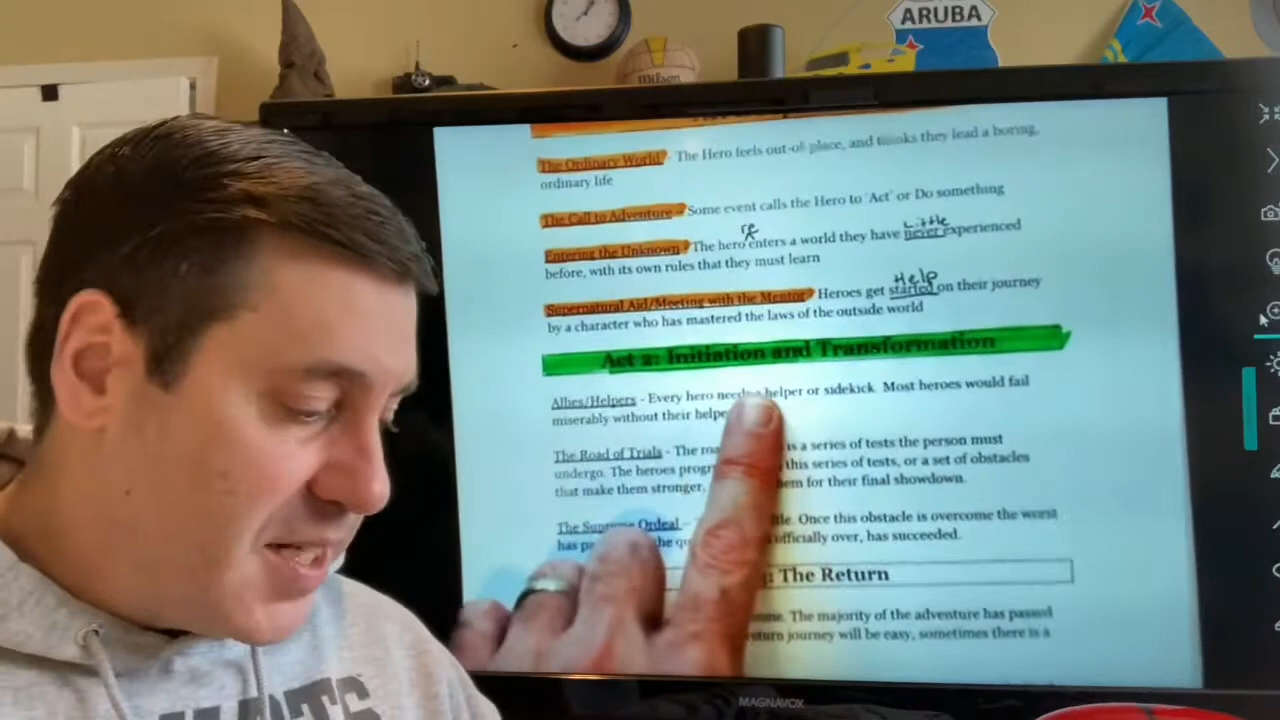 ARUBA
Wilson
The Ordinary World - The Hero feels out-of place, and thinks they lead a boring,
ordinary life
The Call to Adventure - Some event calls the Hero to 'Act' or Do something
re Little
Entering the Unknown - The hero enters a world they have never experienced
before, with its own rules that they must learn
Help
Supernatural Aid/Meeting with the Mentor - Heroes get started on their journey
by a character who has mastered the laws of the outside world
Act 2: Initiation and Transformation
Allies/Helpers - Every hero needs a helper or sidekick. Most heroes would fail
miserably without their
The Road of Trials - The is a series of tests the person must
undergo. The heroes this series of tests, or a set of obstacles
that make them stronger, for their final showdown.
The Supreme Ordeal - Once this obstacle is overcome the worst
has officially over, has succeeded.
The Return
The majority of the adventure has passed
journey will be easy, sometimes there is a
MAGNAVOX